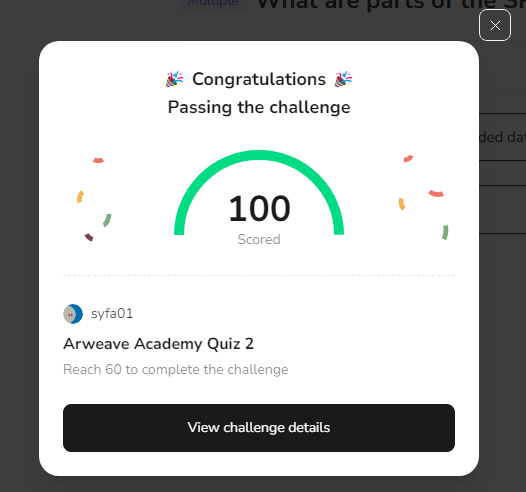 Multiple What are parts of the
Congratulations
Passing the challenge
ded
100
Scored
syfa01
Arweave Academy Quiz 2
Reach 60 to complete the challenge
View challenge details